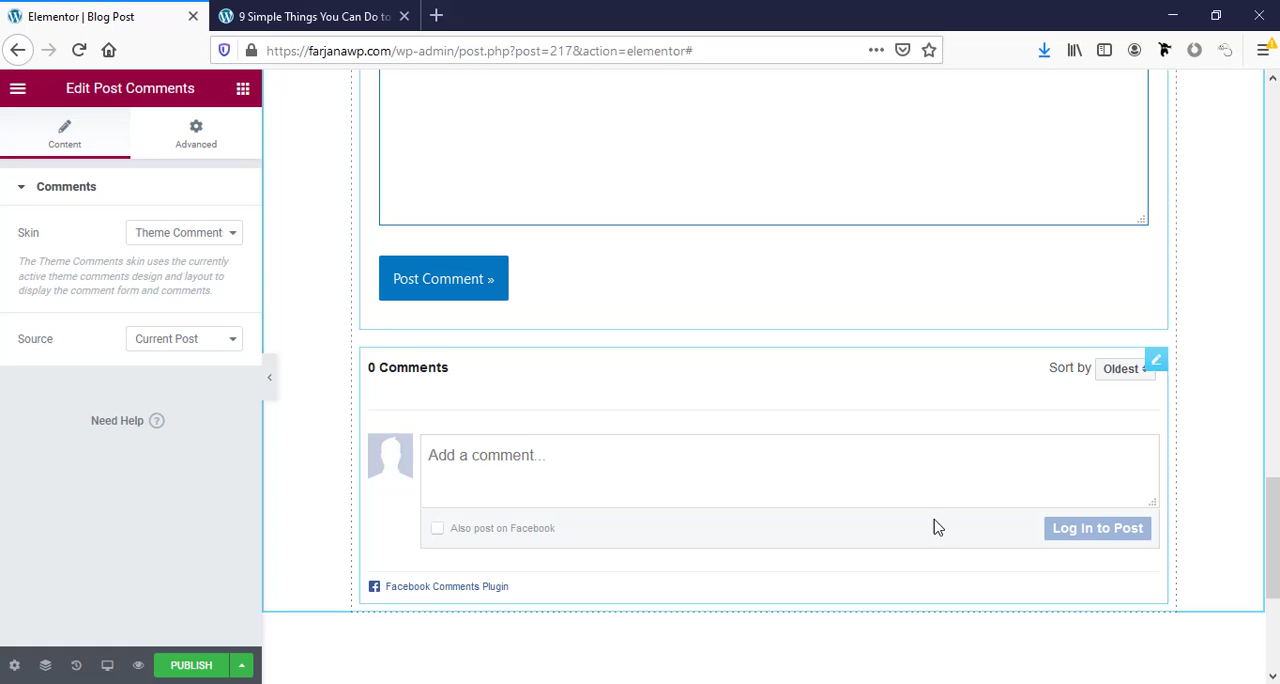 Elementor | Blog Post
9 Simple Things You Can Do to
https://farjanawp.com/wp-admin/post.php?post=217&action=elementor#
Edit Post Comments
Content
Advanced
Comments
Skin
Theme Comment
The Theme Comments skin uses the currently
active theme comments design and layout to
display the comment form and comments.
Source
Current Post
Need Help ?
PUBLISH
Post Comment »
0 Comments
Sort by
Oldest
Add a comment...
Also post on Facebook
Log In to Post
Facebook Comments Plugin